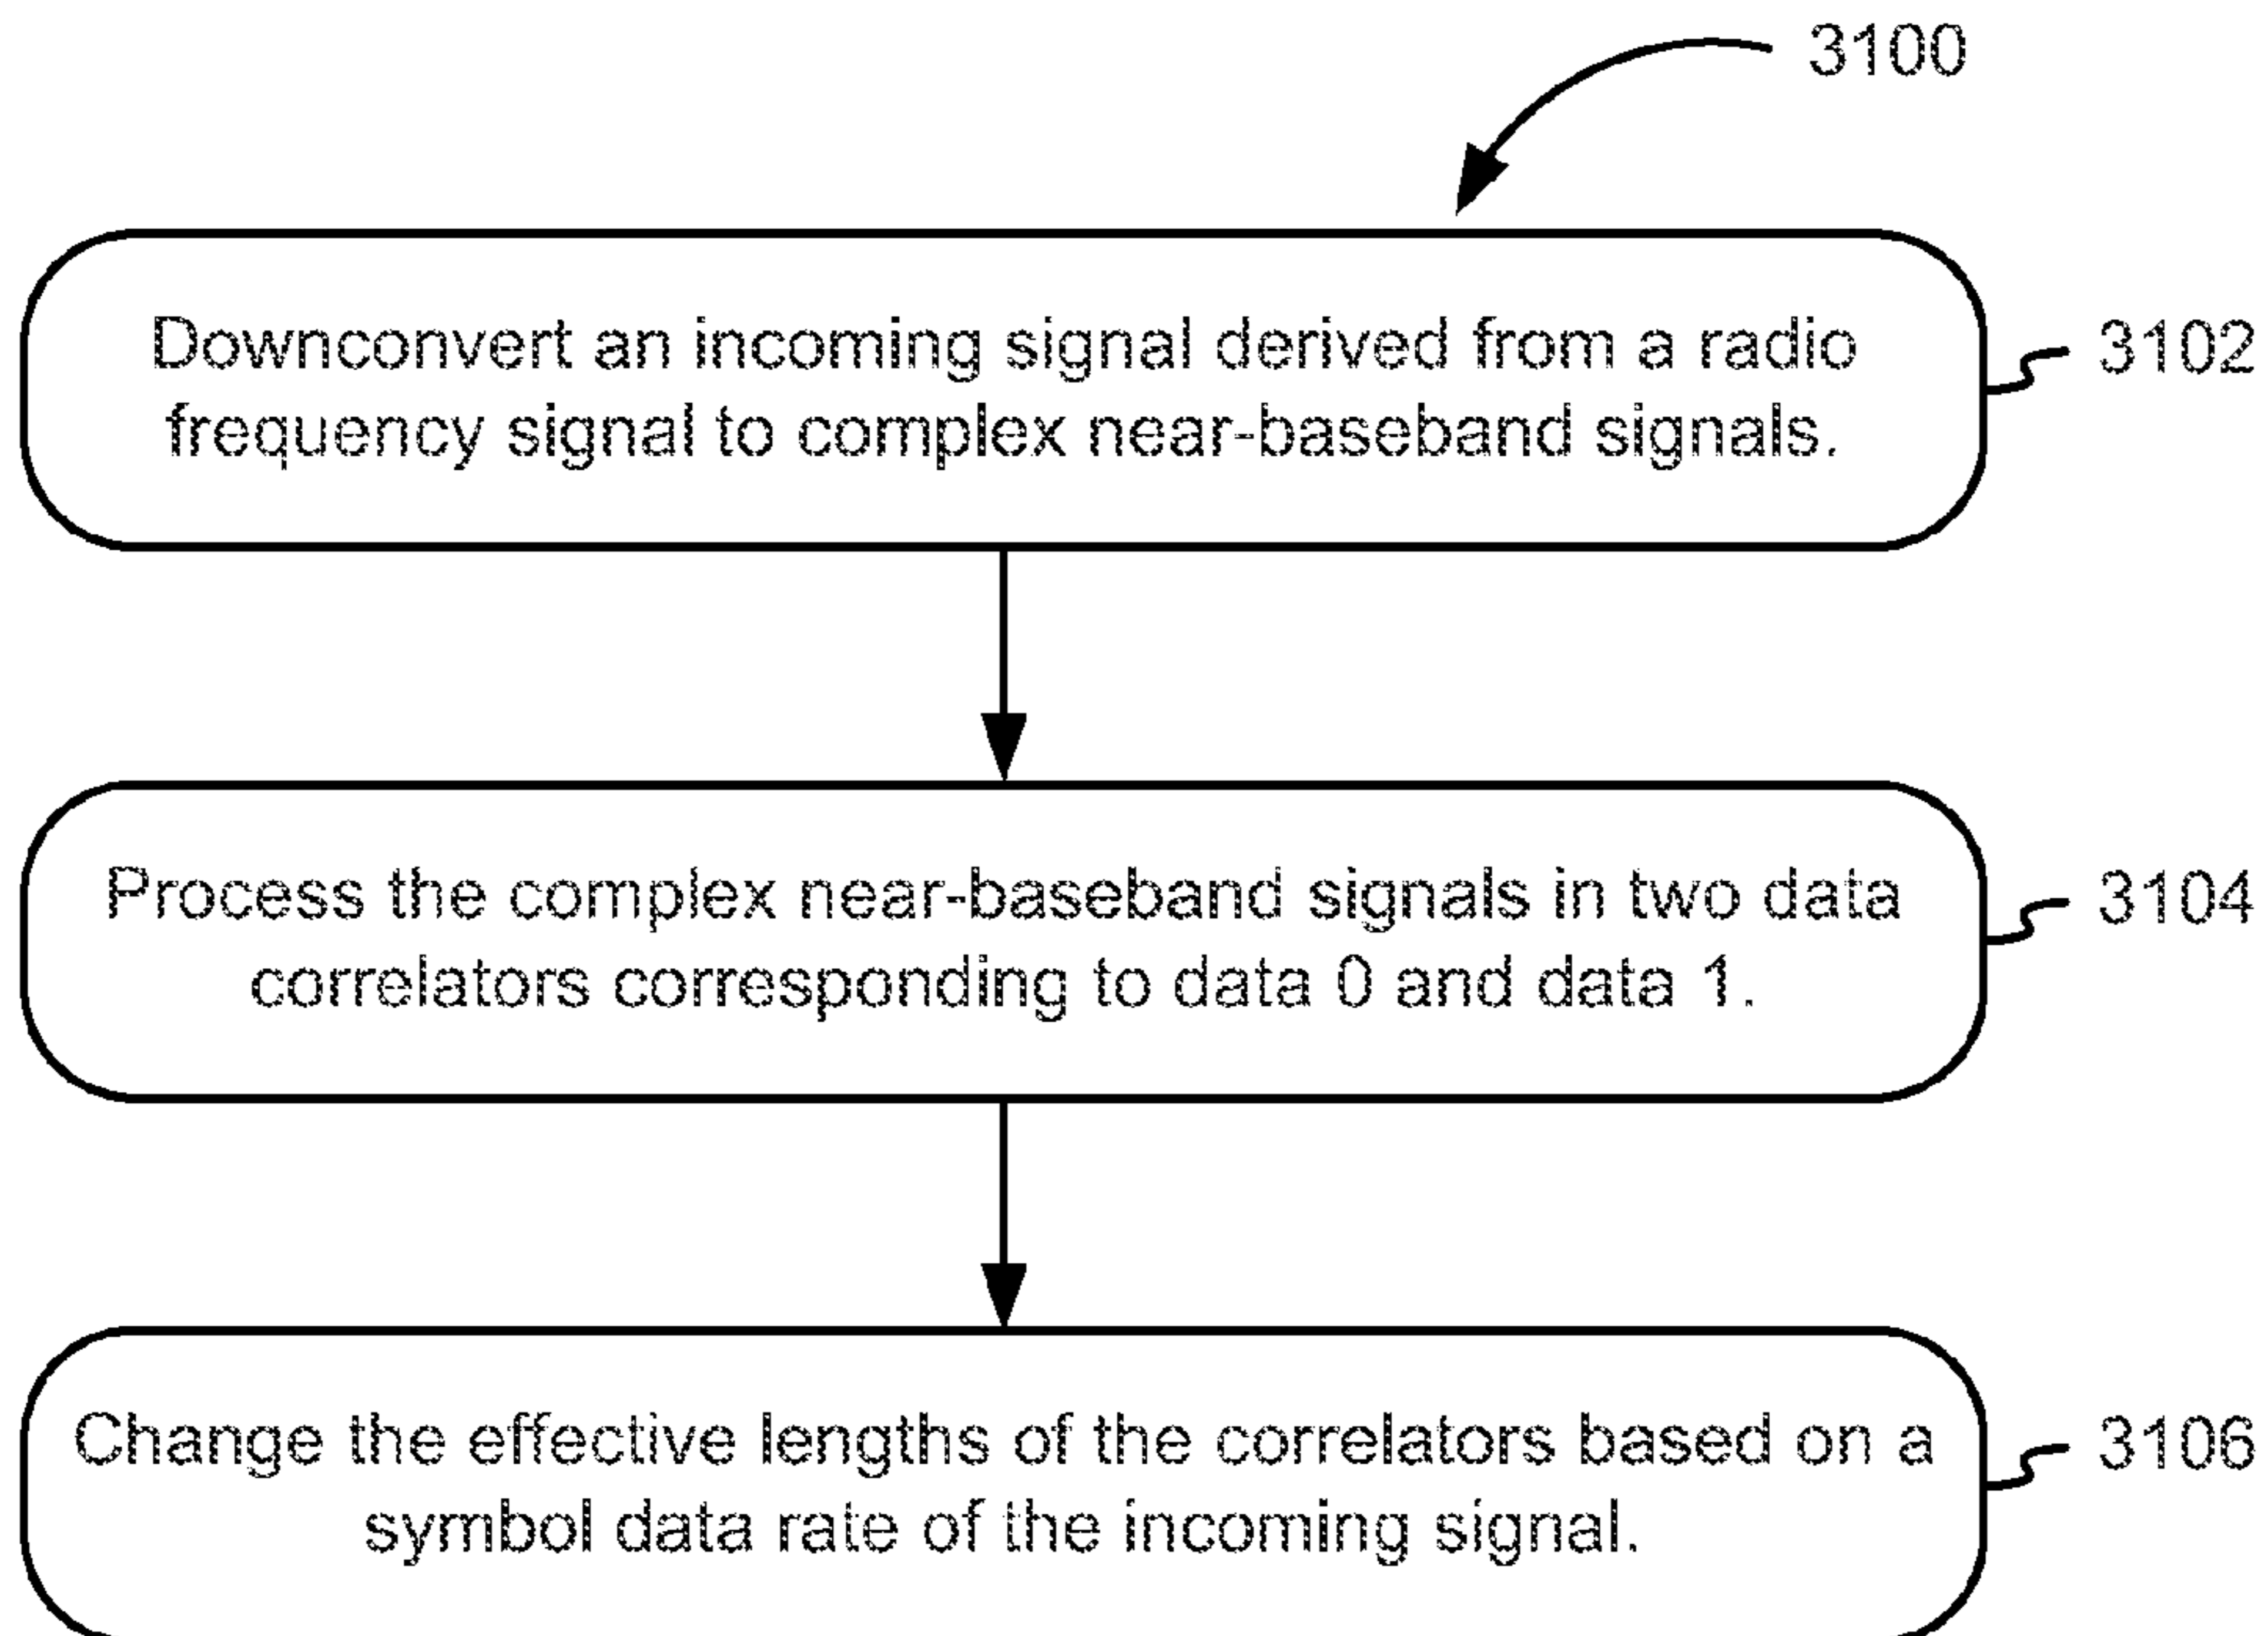 3100
Downconvert an incoming signal derived from a radio
frequency signal to complex near-baseband signals.
3102
Process the complex near-baseband signals in two data
correlators corresponding to data 0 and data 1.
3104
Change the effective lengths of the correlators based on a
symbol data rate of the incoming signal.
3106